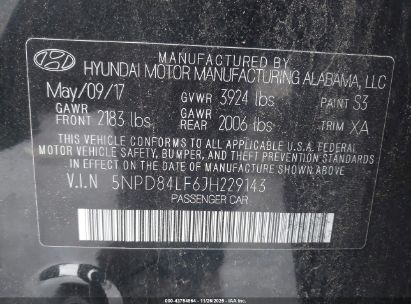 MANUFACTURED BY
HYUNDAI MOTOR MANUFACTURING ALABAMA, LLC
May/09/17 GVWR 3924 lbs PAINT S3
GAWR FRONT 2183 lbs GAWR REAR 2006 lbs TRIM XA
THIS VEHICLE CONFORMS TO ALL APPLICABLE U.S.A FEDERAL
MOTOR VEHICLE SAFETY, BUMPER, AND THEFT PREVENTION STANDARDS
IN EFFECT ON THE DATE OF MANUFACTURE SHOWN ABOVE.
V.I.N 5NPD84LF6JH229143
PASSENGER CAR